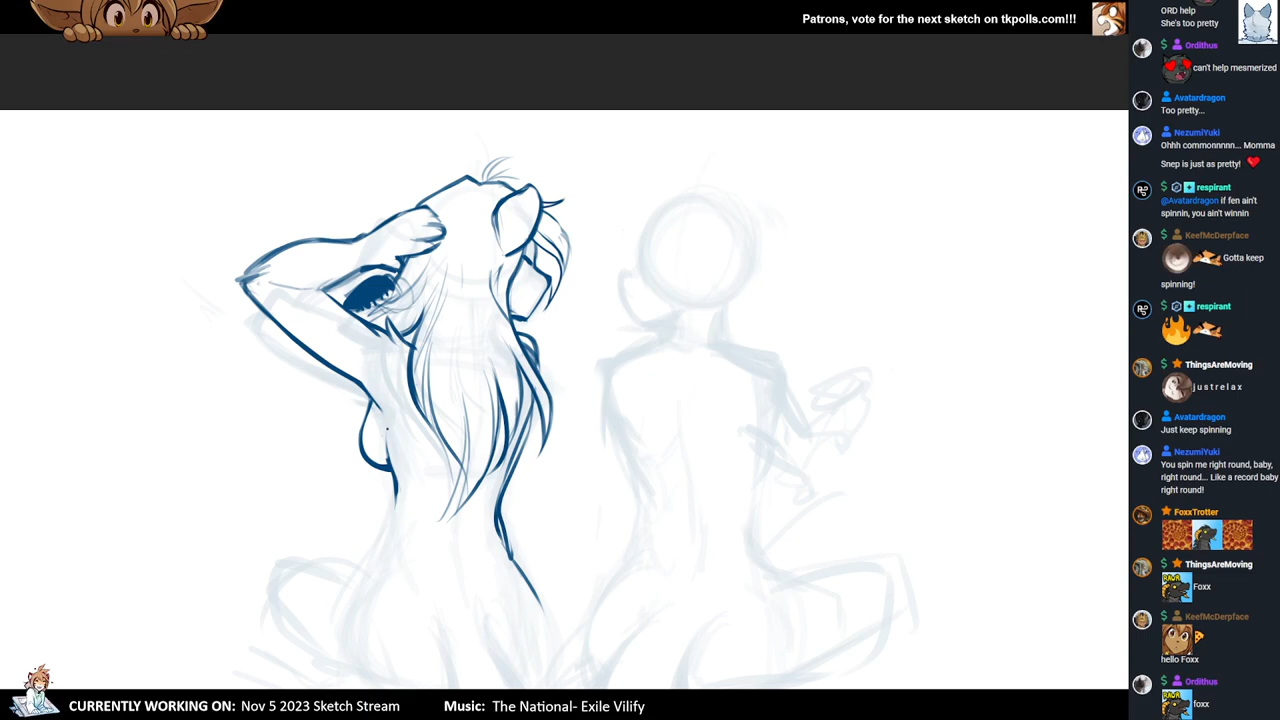 Patrons, vote for the next sketch on tkpolls.com!!!
ORD help
She's too pretty
$ Ordithus
can't help mesmerized
Avatardragon
Too pretty...
NezumiYuki
Ohhh commonnnnn... Momma
Snep is just as pretty!
$ respirant
@Avatardragon if fen ain't
spinnin, you ain't winnin
$ KeefMcDerpface
Gotta keep
spinning!
$ respirant
$ ThingsAreMoving
j u s t r e l a x
Avatardragon
Just keep spinning
NezumiYuki
You spin me right round, baby,
right round... Like a record baby
right round!
FoxxTrotter
$ ThingsAreMoving
RAWR
Foxx
$ KeefMcDerpface
hello Foxx
$ Ordithus
RAWR
foxx
CURRENTLY WORKING ON: Nov 5 2023 Sketch Stream
Music: The National- Exile Vilify